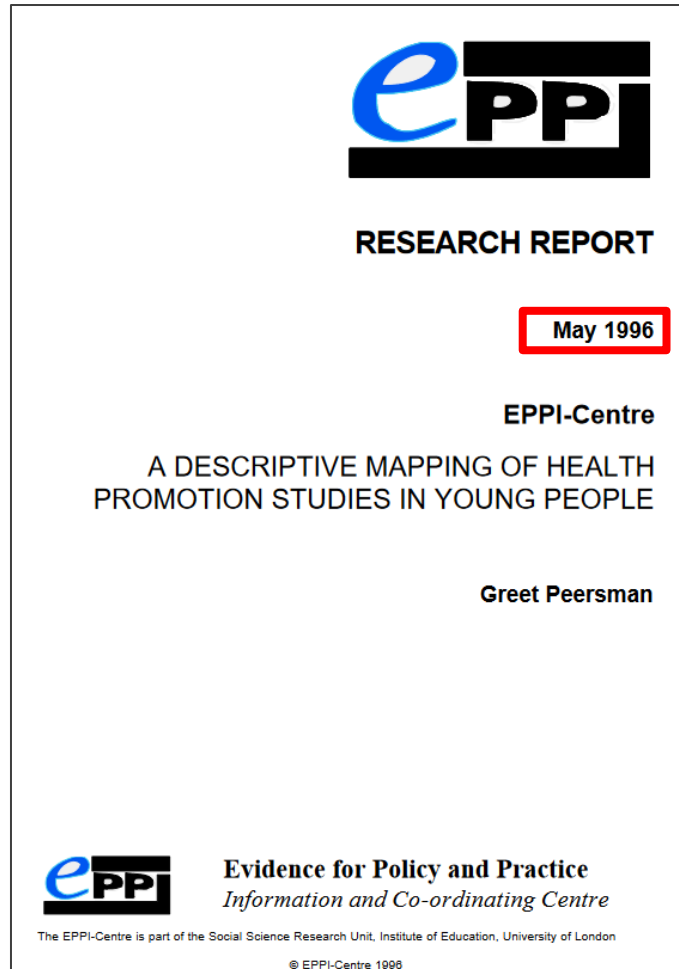 ePPI
RESEARCH REPORT
May 1996
EPPI-Centre
A DESCRIPTIVE MAPPING OF HEALTH
PROMOTION STUDIES IN YOUNG PEOPLE
Greet Peersman
ePPI
Evidence for Policy and Practice
Information and Co-ordinating Centre
The EPPI-Centre is part of the Social Science Research Unit, Institute of Education, University of London
© EPPI-Centre 1996